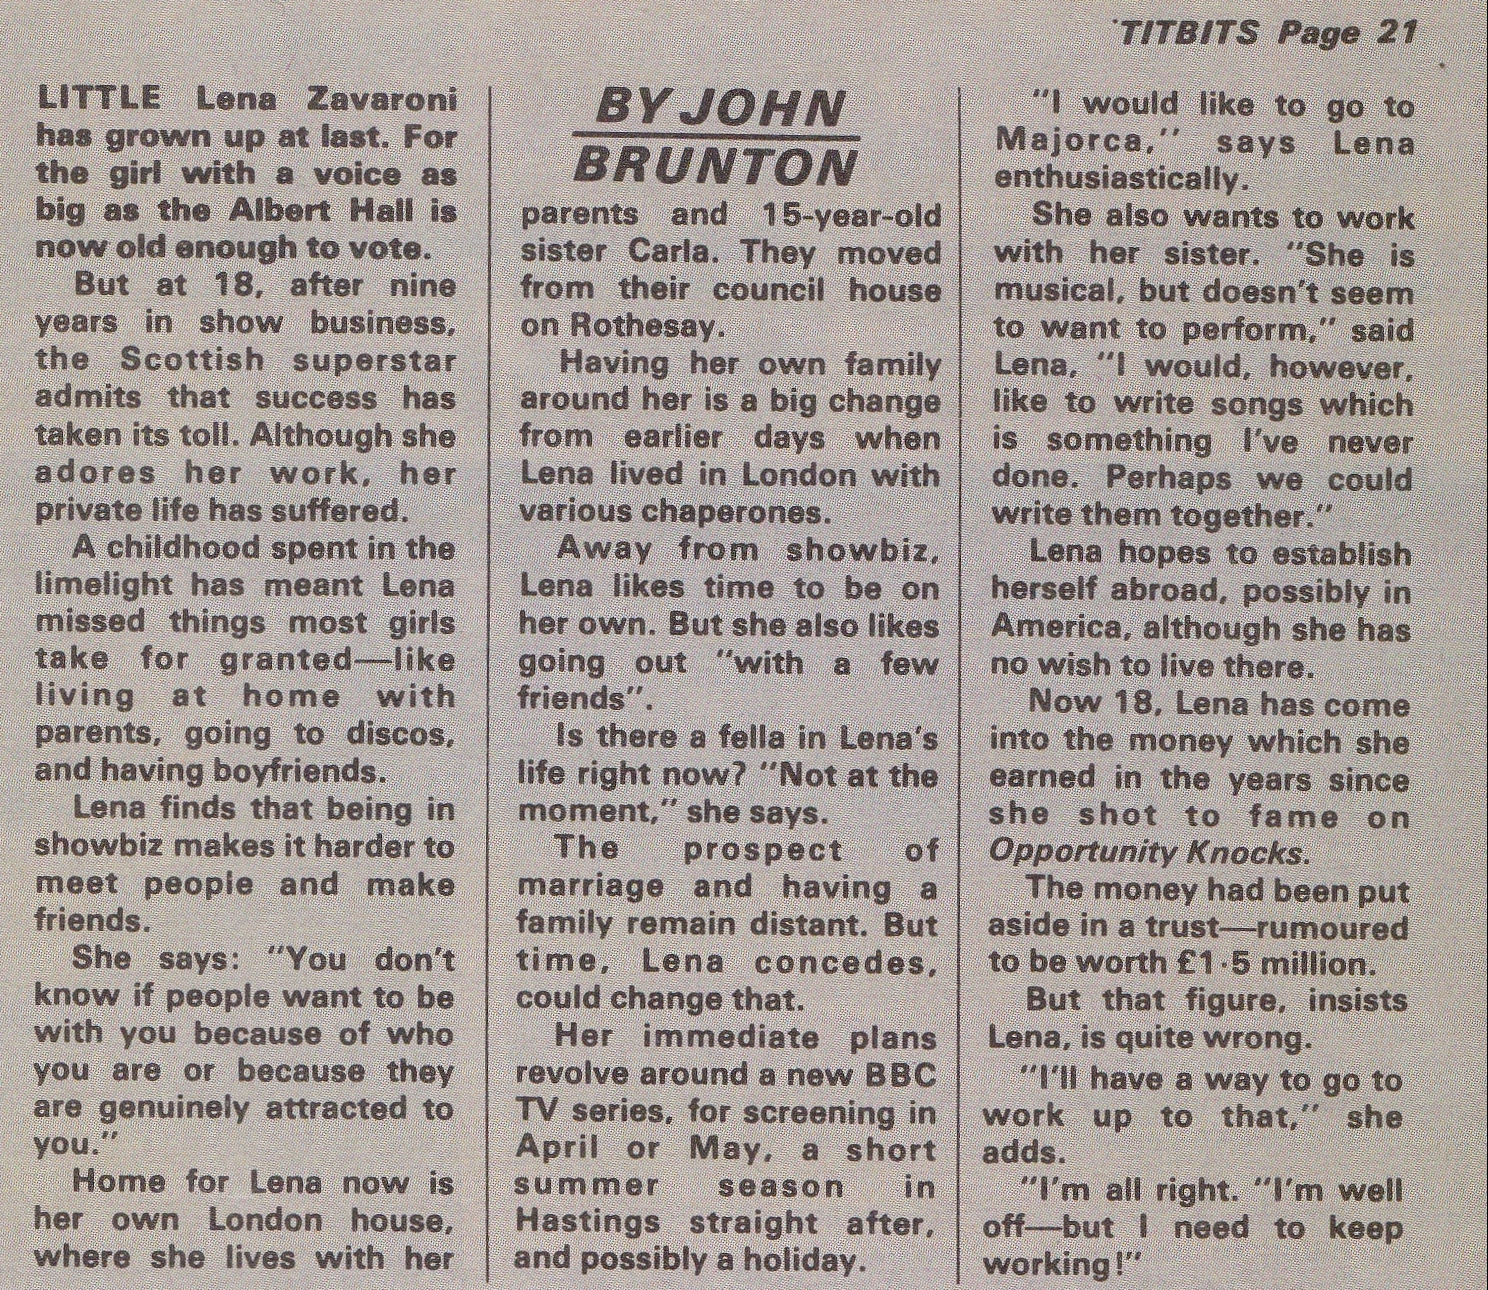 TITBITS Page 21
LITTLE Lena Zavaroni
has grown up at last. For
the girl with a voice as
big as the Albert Hall is
now old enough to vote.
But at 18, after nine
years in show business,
the Scottish superstar
admits that success has
taken its toll. Although she
adores her work, her
private life has suffered.
A childhood spent in the
limelight has meant Lena
missed things most girls
take for granted—like
living at home with
parents, going to discos,
and having boyfriends.
Lena finds that being in
showbiz makes it harder to
meet people and make
friends.
She says: "You don't
know if people want to be
with you because of who
you are or because they
are genuinely attracted to
you."
Home for Lena now is
her own London house,
where she lives with her
BY JOHN
BRUNTON
parents and 15-year-old
sister Carla. They moved
from their council house
on Rothesay.
Having her own family
around her is a big change
from earlier days when
Lena lived in London with
various chaperones.
Away from showbiz,
Lena likes time to be on
her own. But she also likes
going out "with a few
friends".
Is there a fella in Lena's
life right now? "Not at the
moment," she says.
The prospect of
marriage and having a
family remain distant. But
time, Lena concedes,
could change that.
Her immediate plans
revolve around a new BBC
TV series, for screening in
April or May, a short
summer season in
Hastings straight after,
and possibly a holiday.
"I would like to go to
Majorca," says Lena
enthusiastically.
She also wants to work
with her sister. "She is
musical, but doesn't seem
to want to perform," said
Lena, "I would, however,
like to write songs which
is something I've never
done. Perhaps we could
write them together."
Lena hopes to establish
herself abroad, possibly in
America, although she has
no wish to live there.
Now 18, Lena has come
into the money which she
earned in the years since
she shot to fame on
Opportunity Knocks.
The money had been put
aside in a trust—rumoured
to be worth £1·5 million.
But that figure, insists
Lena, is quite wrong.
"I'll have a way to go to
work up to that," she
adds.
"I'm all right. "I'm well
off—but I need to keep
working!"